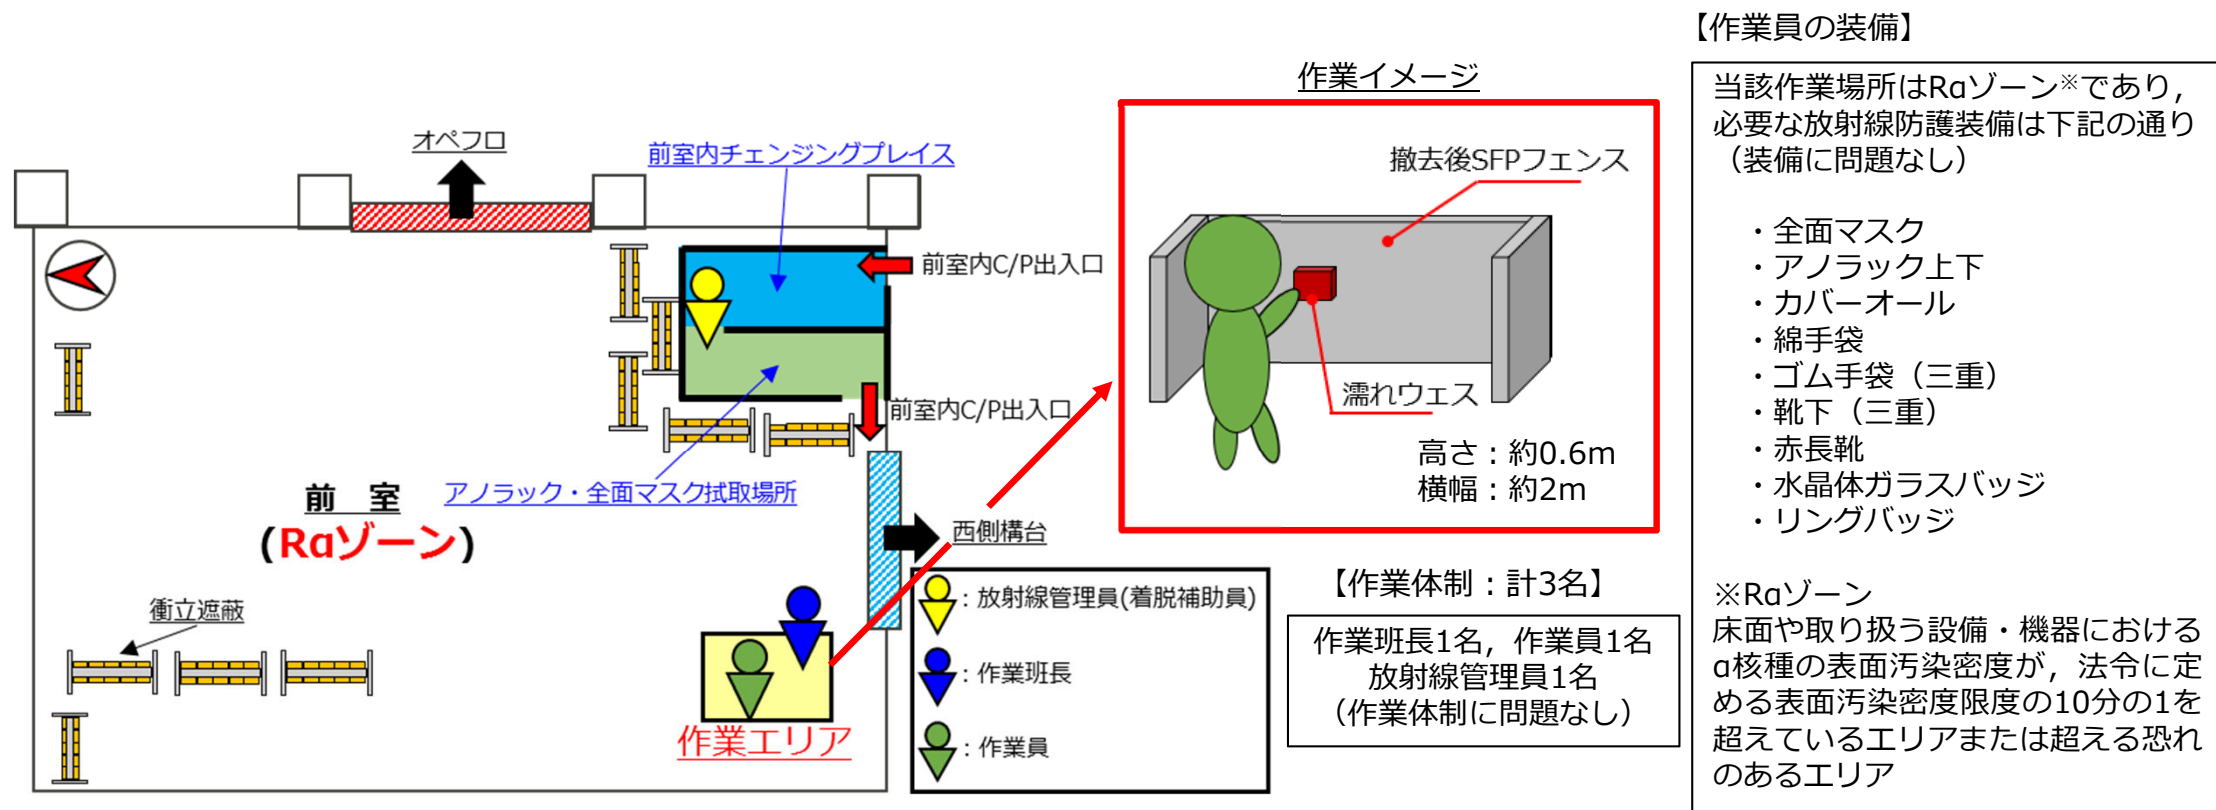 オペフロ
前室内チェンジングプレイス
前室内C/P出入口
前室内C/P出入口
アノラック・全面マスク拭取場所
前　室
(Rαゾーン)
西側構台
衝立遮蔽
作業エリア
：放射線管理員(着脱補助員)
：作業班長
：作業員
作業イメージ
撤去後SFPフェンス
濡れウェス
高さ：約0.6m
横幅：約2m
【作業体制：計3名】
作業班長1名，作業員1名
放射線管理員1名
（作業体制に問題なし）
【作業員の装備】
当該作業場所はRαゾーン※であり，
必要な放射線防護装備は下記の通り
（装備に問題なし）
・全面マスク
・アノラック上下
・カバーオール
・綿手袋
・ゴム手袋（三重）
・靴下（三重）
・赤長靴
・水晶体ガラスバッジ
・リングバッジ
※Rαゾーン
床面や取り扱う設備・機器における
α核種の表面汚染密度が，法令に定
める表面汚染密度限度の10分の1を
超えているエリアまたは超える恐れ
のあるエリア